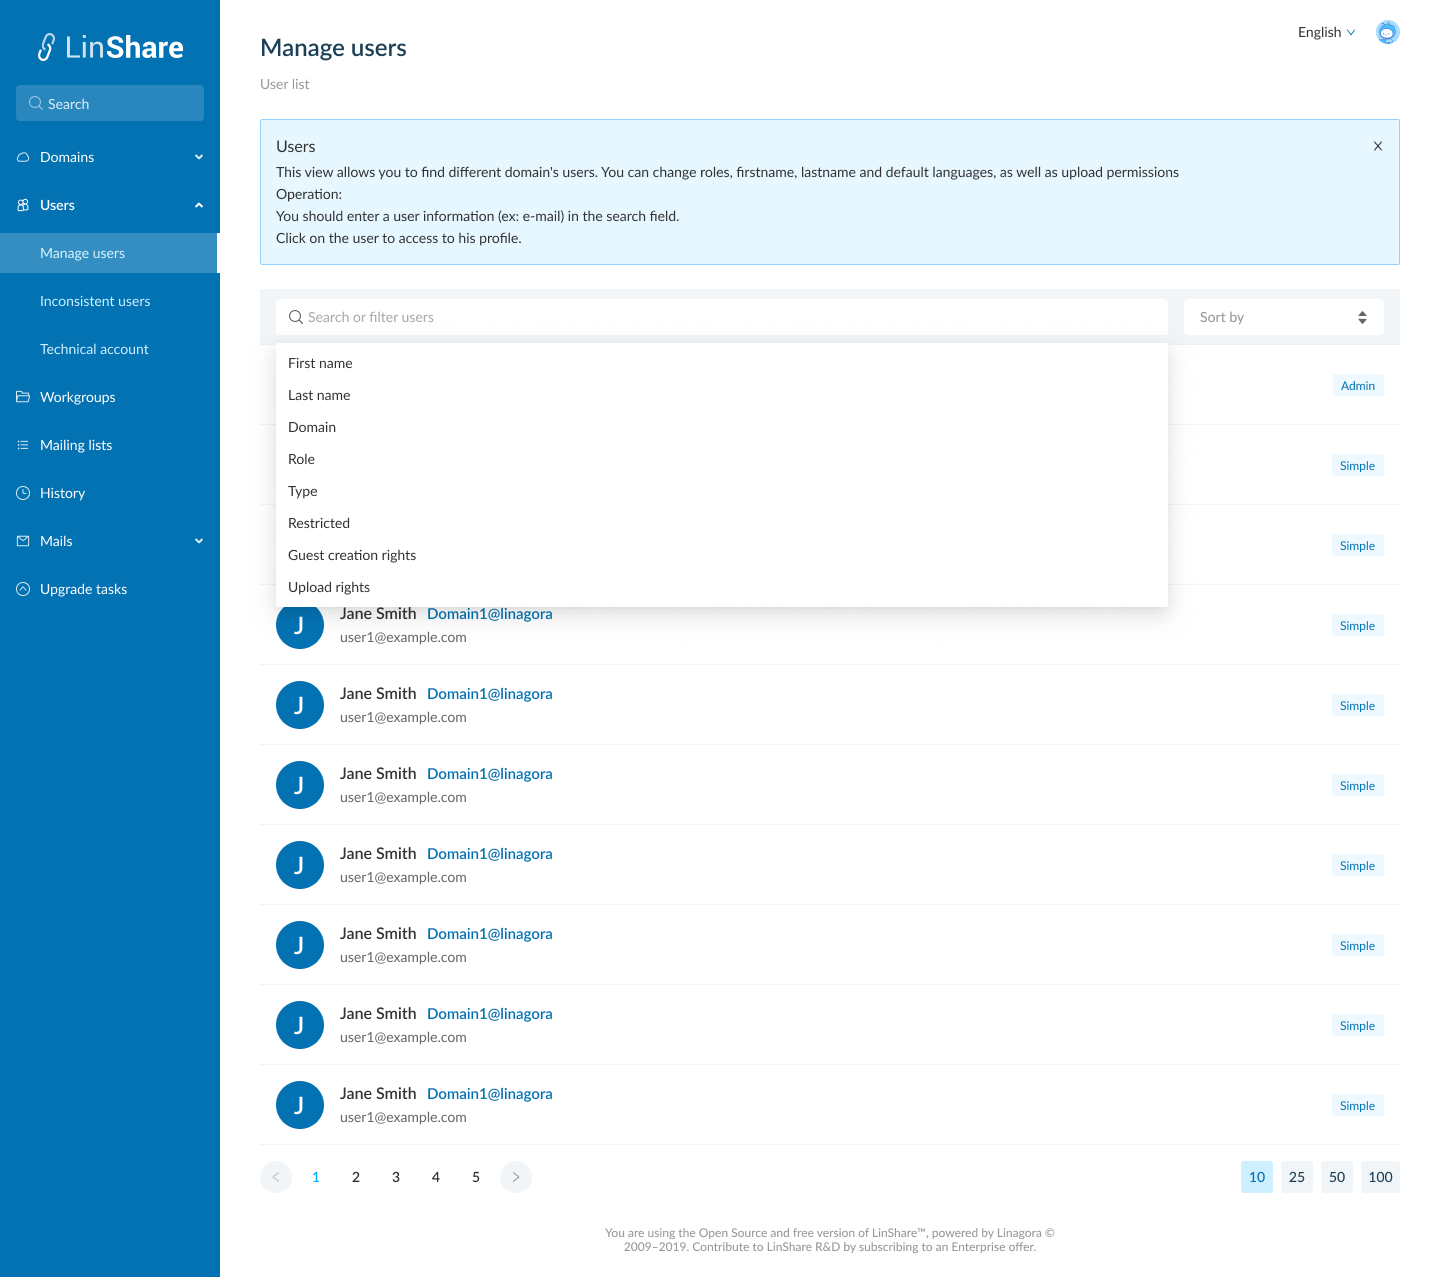 LinShare
Search
Domains
Users
Manage users
Inconsistent users
Technical account
Workgroups
Mailing lists
History
Mails
Upgrade tasks
English
Manage users
User list
Users
X
This view allows you to find different domain's users. You can change roles, firstname, lastname and default languages, as well as upload permissions
Operation:
You should enter a user information (ex: e-mail) in the search field.
Click on the user to access to his profile.
Search or filter users
Sort by
First name
Last name
Domain
Role
Type
Restricted
Guest creation rights
Upload rights
Admin
Simple
Simple
J Jane Smith Domain1@linagora
user1@example.com
Simple
J Jane Smith Domain1@linagora
user1@example.com
Simple
J Jane Smith Domain1@linagora
user1@example.com
Simple
J Jane Smith Domain1@linagora
user1@example.com
Simple
J Jane Smith Domain1@linagora
user1@example.com
Simple
J Jane Smith Domain1@linagora
user1@example.com
Simple
J Jane Smith Domain1@linagora
user1@example.com
Simple
< 1 2 3 4 5 >
10 25 50 100
You are using the Open Source and free version of LinShare™, powered by Linagora ©
2009–2019. Contribute to LinShare R&D by subscribing to an Enterprise offer.